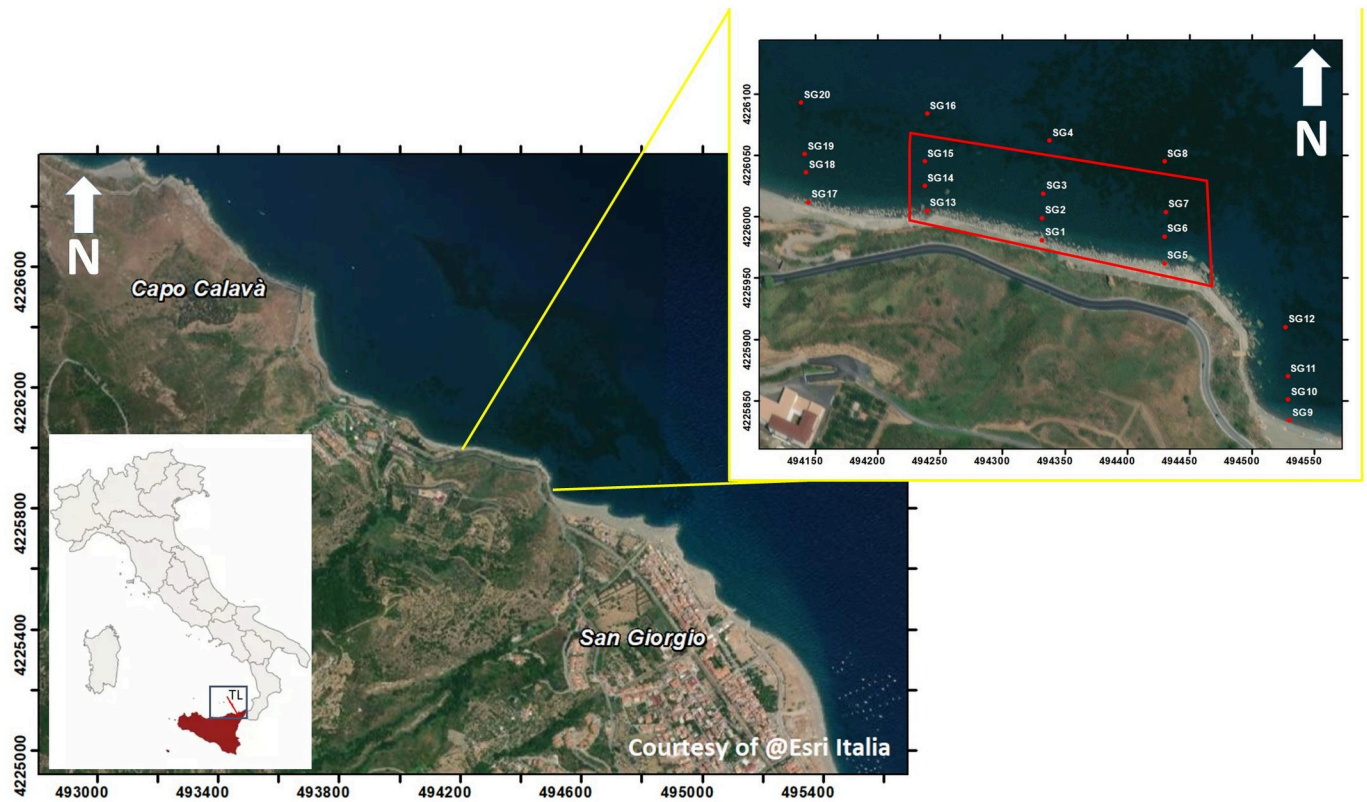 N
Capo Calavà
San Giorgio
Courtesy of @Esri Italia
TL
4226600
4226200
4225800
4225400
4225000
493000
493400
493800
494200
494600
495000
495400
N
SG20
SG16
SG4
SG19
SG15
SG8
SG18
SG14
SG3
SG17
SG13
SG2
SG7
SG1
SG6
SG5
SG12
SG11
SG10
SG9
4226100
4226050
4226000
4225950
4225900
4225850
494150
494200
494250
494300
494350
494400
494450
494500
494550